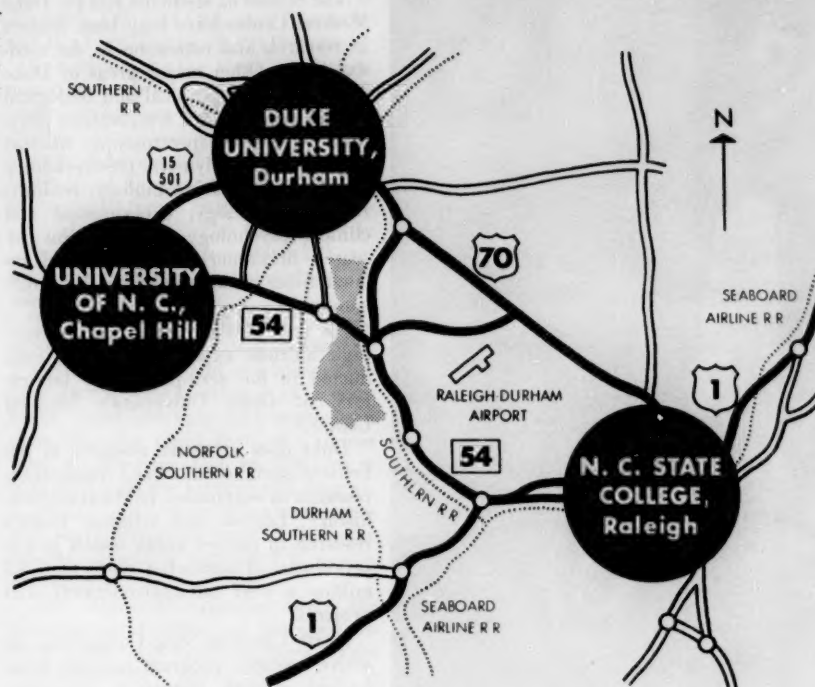 SOUTHERN
R R
DUKE
UNIVERSITY,
Durham
N
15
501
70
UNIVERSITY
OF N. C.,
Chapel Hill
54
SEABOARD
AIRLINE R R
1
RALEIGH-DURHAM
AIRPORT
NORFOLK-
SOUTHERN R R
54
SOUTHERN R R
N. C. STATE
COLLEGE,
Raleigh
DURHAM
SOUTHERN R R
1
SEABOARD
AIRLINE R R